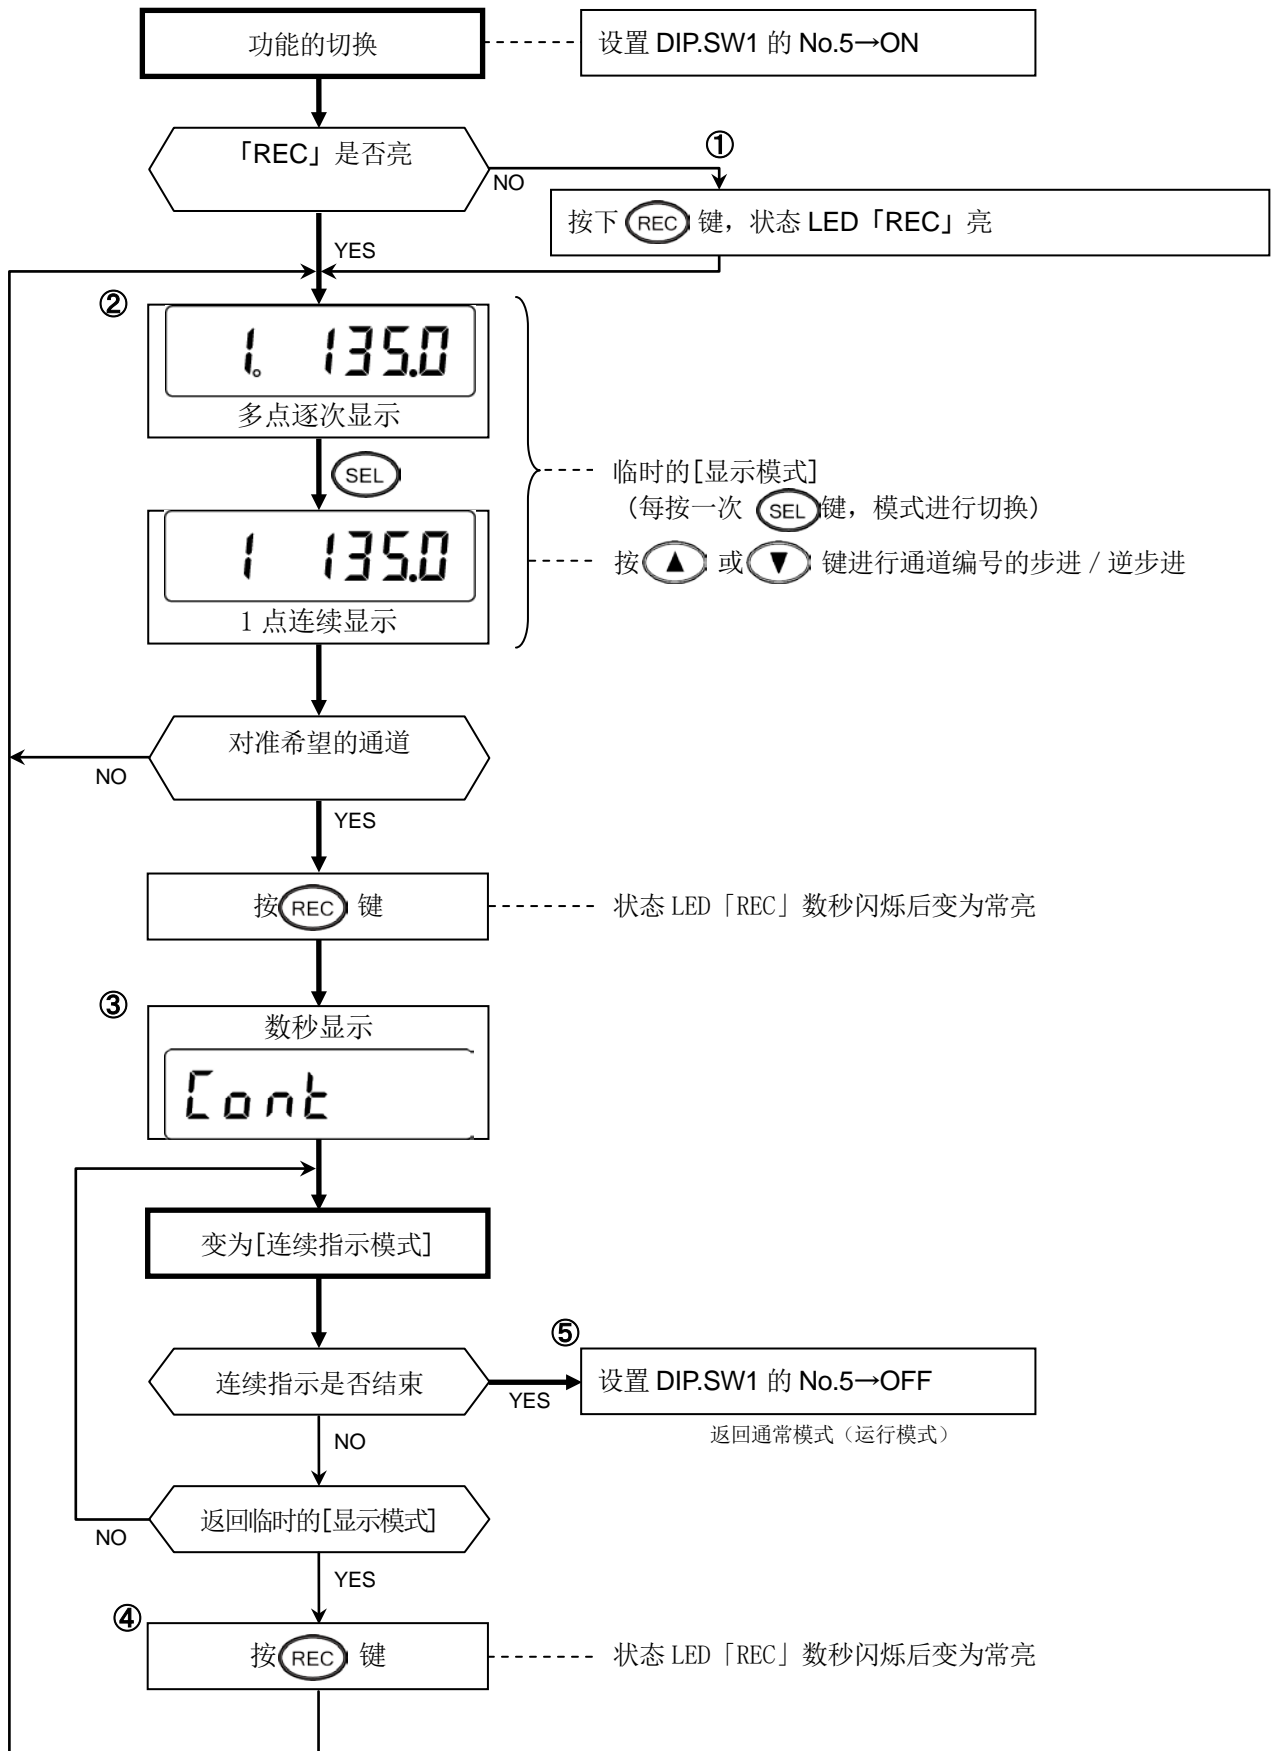 功能的切换
设置 DIP.SW1 的 No.5→ON
「REC」是否亮
①
NO
按下 REC 键，状态 LED「REC」亮
YES
②
1. 135.0
多点逐次显示
SEL
临时的[显示模式]
（每按一次 SEL 键，模式进行切换）
1 135.0
按 ▲ 或 ▼ 键进行通道编号的步进 / 逆步进
1 点连续显示
对准希望的通道
NO
YES
按 REC 键
状态 LED「REC」数秒闪烁后变为常亮
③
数秒显示
Cont
变为[连续指示模式]
⑤
连续指示是否结束
YES
设置 DIP.SW1 的 No.5→OFF
返回通常模式（运行模式）
NO
返回临时的[显示模式]
NO
YES
④
按 REC 键
状态 LED「REC」数秒闪烁后变为常亮